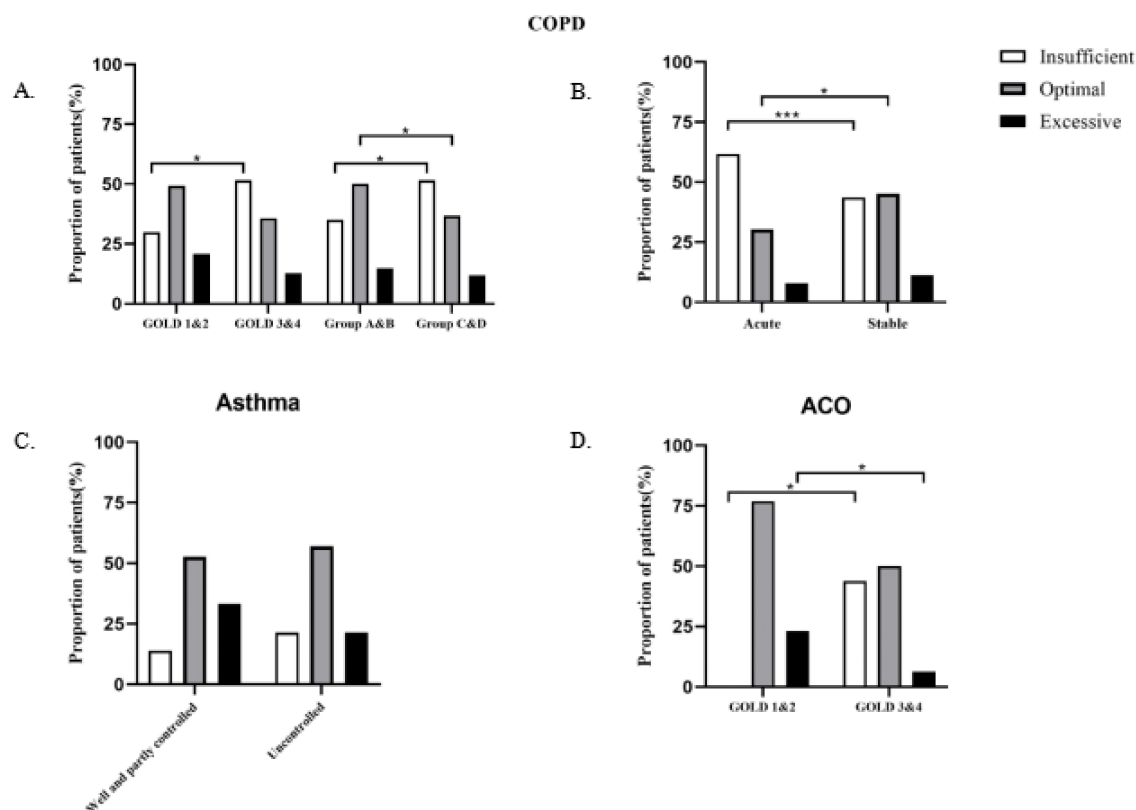 COPD
Insufficient
Optimal
Excessive
A.
Proportion of patients(%)
100
75
50
25
0
*
*
*
GOLD 1&2
GOLD 3&4
Group A&B
Group C&D
B.
Proportion of patients(%)
100
75
50
25
0
*
***
Acute
Stable
Asthma
C.
Proportion of patients(%)
100
75
50
25
0
Well and partly controlled
Uncontrolled
ACO
D.
Proportion of patients(%)
100
75
50
25
0
*
*
GOLD 1&2
GOLD 3&4